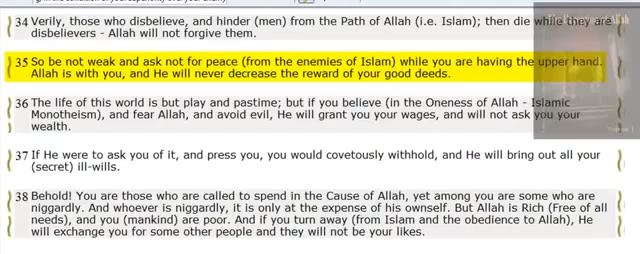 34 Verily, those who disbelieve, and hinder (men) from the Path of Allah (i.e. Islam); then die while they are
disbelievers - Allah will not forgive them.
35 So be not weak and ask not for peace (from the enemies of Islam) while you are having the upper hand.
Allah is with you, and He will never decrease the reward of your good deeds.
36 The life of this world is but play and pastime; but if you believe (in the Oneness of Allah - Islamic
Monotheism), and fear Allah, and avoid evil, He will grant you your wages, and will not ask you your
wealth.
37 If He were to ask you of it, and press you, you would covetously withhold, and He will bring out all your
(secret) ill-wills.
38 Behold! You are those who are called to spend in the Cause of Allah, yet among you are some who are
niggardly. And whoever is niggardly, it is only at the expense of his ownself. But Allah is Rich (Free of all
needs), and you (mankind) are poor. And if you turn away (from Islam and the obedience to Allah), He
will exchange you for some other people and they will not be your likes.